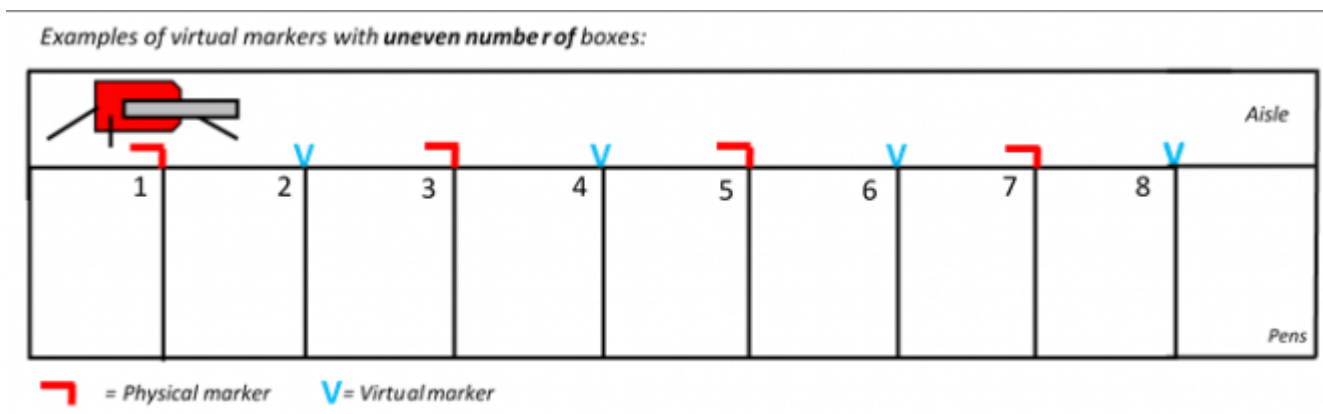 Examples of virtual markers with uneven number of boxes:
Aisle
V V V V
1 2 3 4 5 6 7 8
Pens
= Physical marker V = Virtual marker